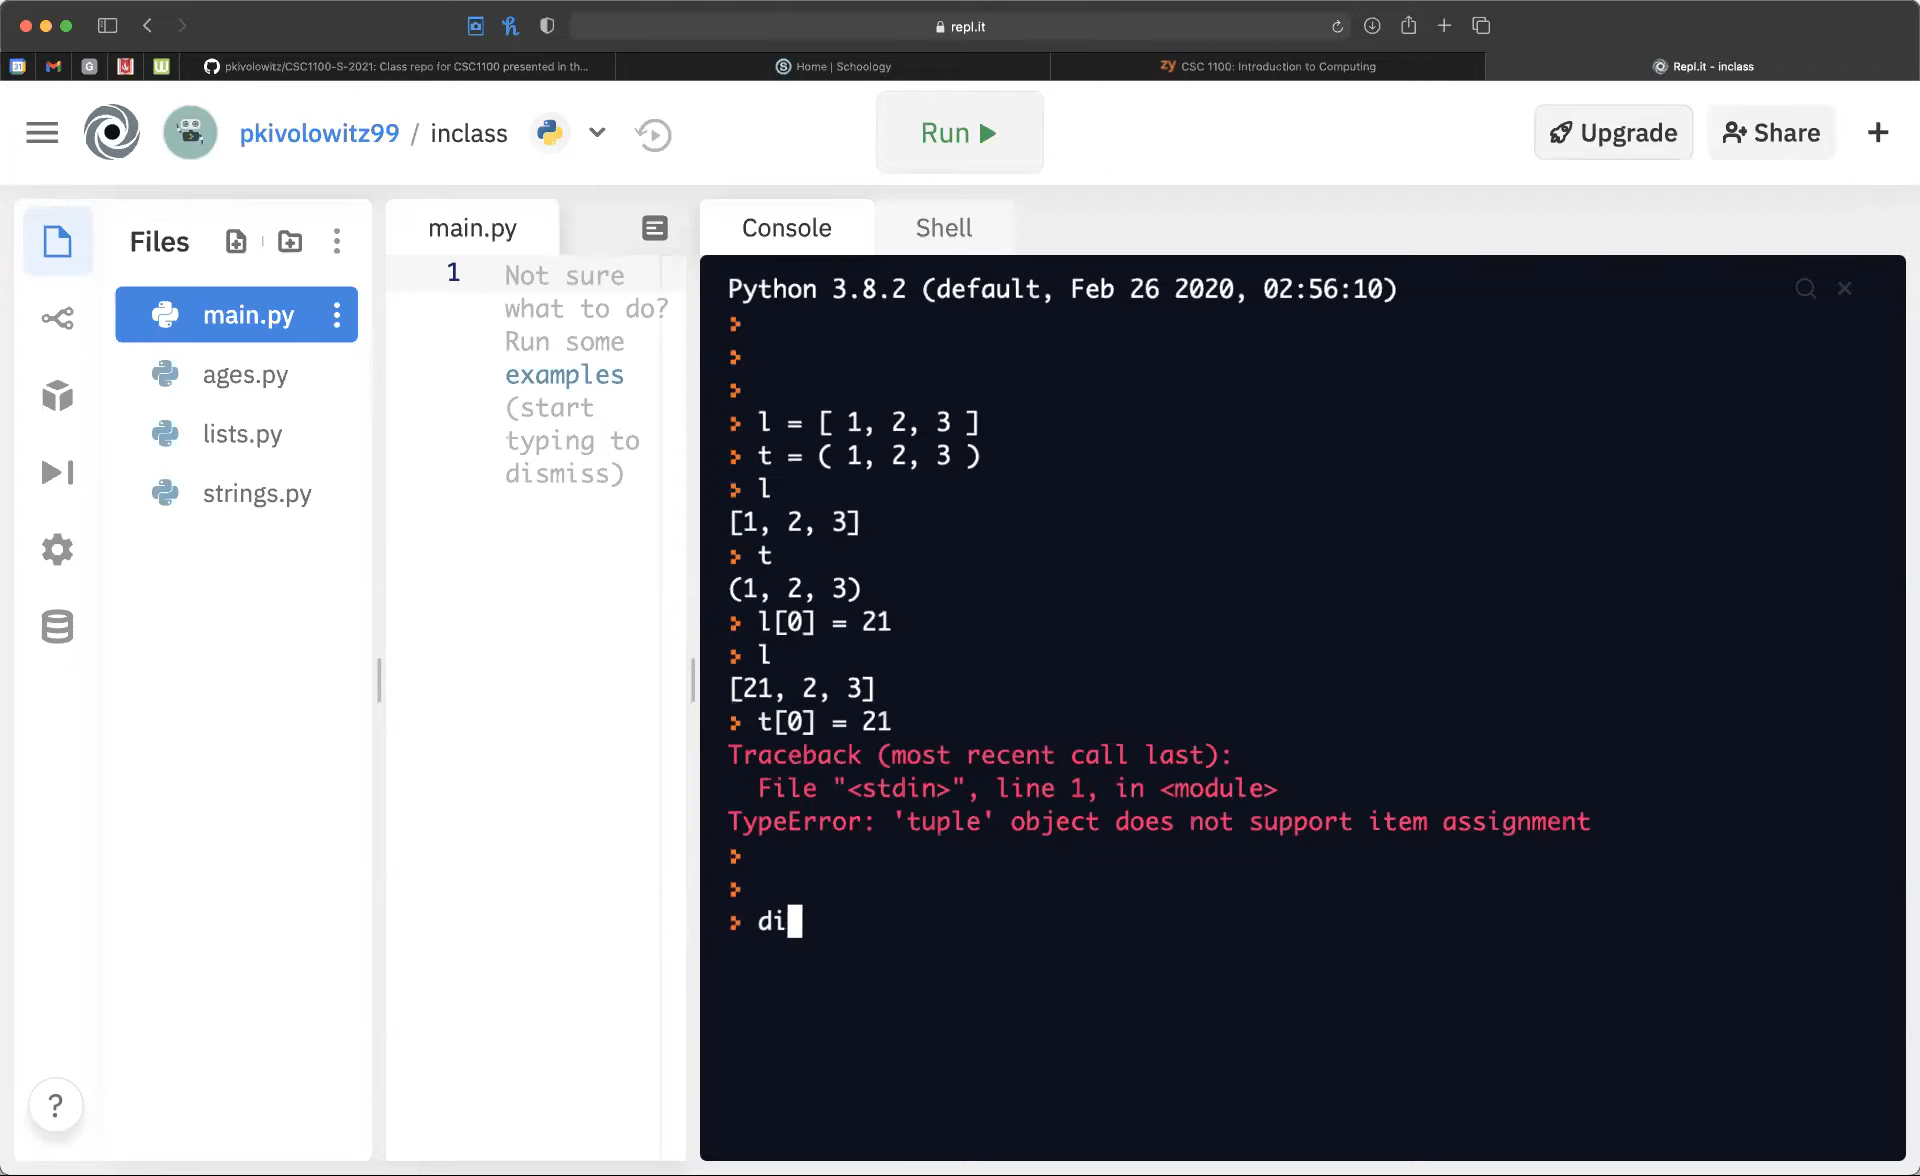 repl.it
31
G
W
pkivolowitz/CSC1100-S-2021: Class repo for CSC1100 presented in th...
S Home | Schoology
zy CSC 1100: Introduction to Computing
Repl.it - inclass
pkivolowitz99 / inclass
Run
Upgrade
Share
+
Files
main.py
ages.py
lists.py
strings.py
?
main.py
1 Not sure
what to do?
Run some
examples
(start
typing to
dismiss)
Console
Shell
Python 3.8.2 (default, Feb 26 2020, 02:56:10)
>
>
>
> l = [ 1, 2, 3 ]
> t = ( 1, 2, 3 )
> l
[1, 2, 3]
> t
(1, 2, 3)
> l[0] = 21
> l
[21, 2, 3]
> t[0] = 21
Traceback (most recent call last):
  File "<stdin>", line 1, in <module>
TypeError: 'tuple' object does not support item assignment
>
>
> di